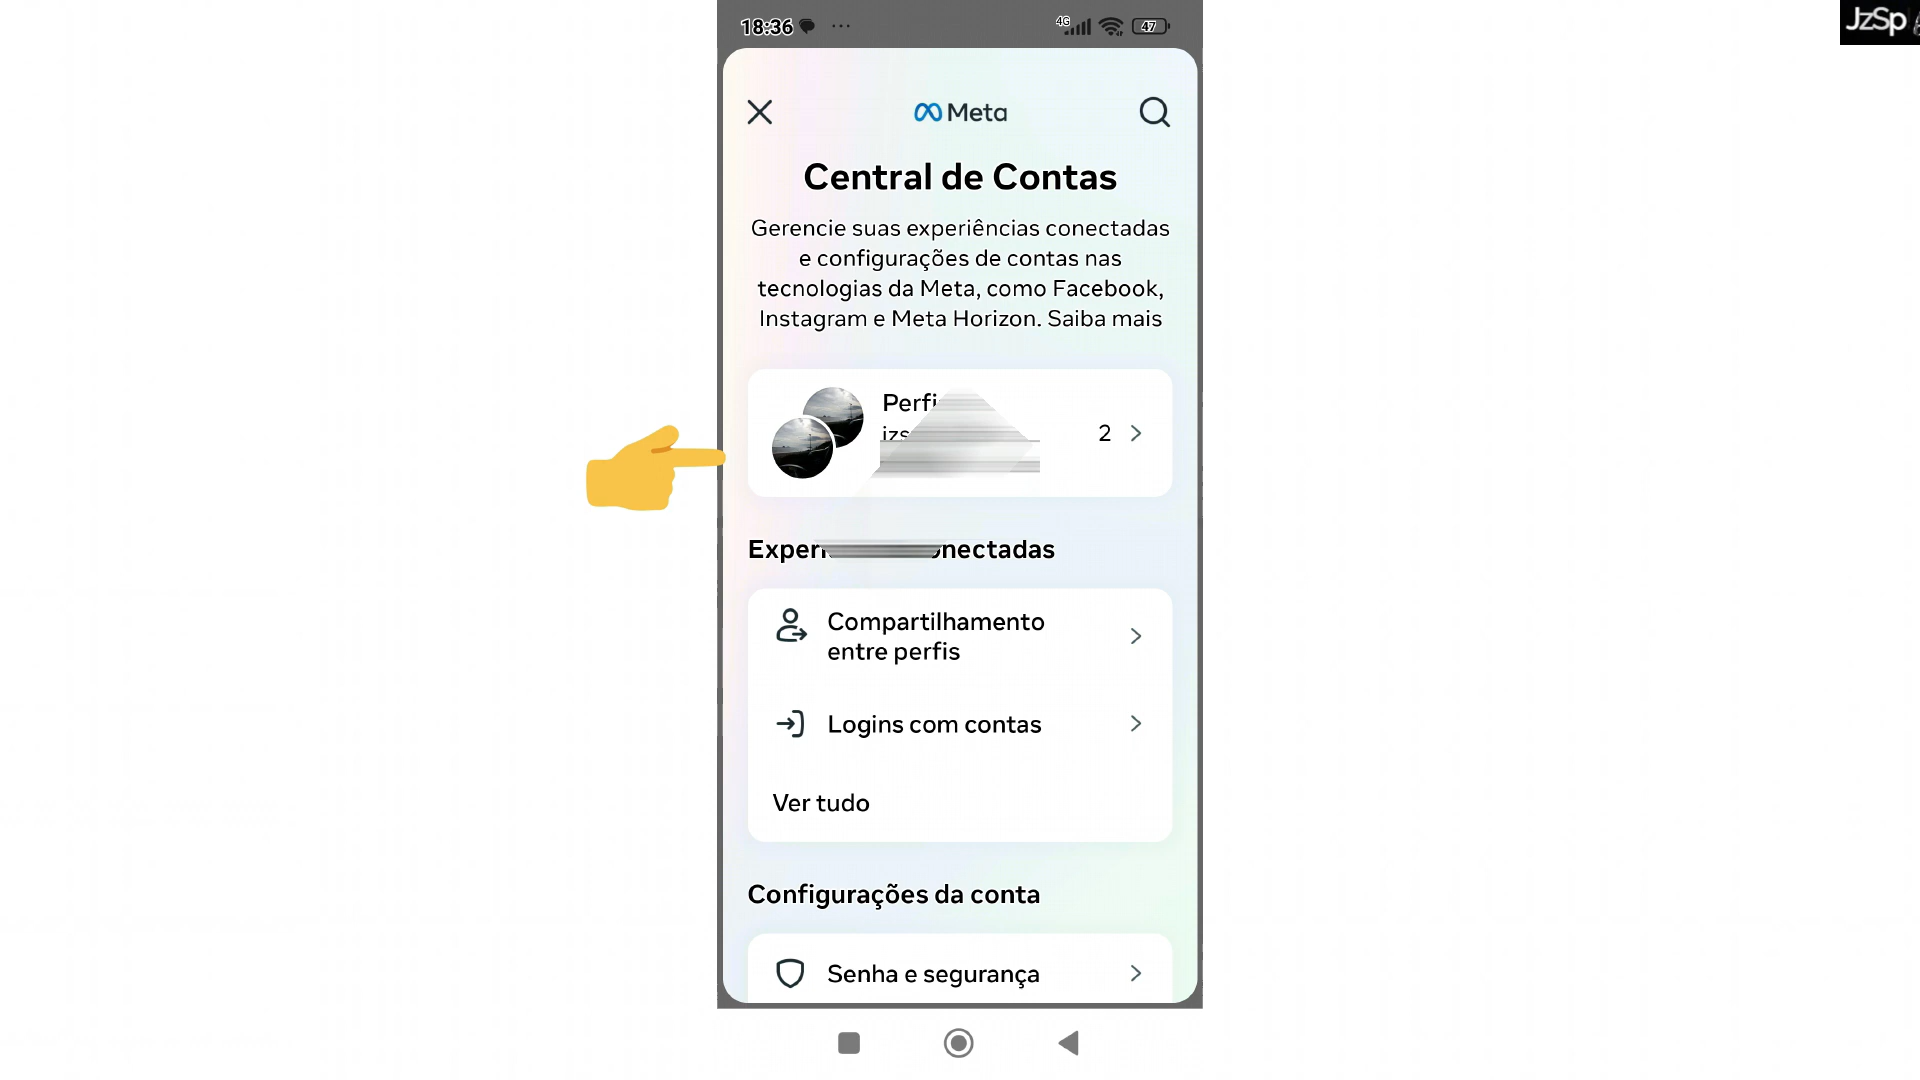 JzSp
18:36
4G
47
Meta
Central de Contas
Gerencie suas experiências conectadas
e configurações de contas nas
tecnologias da Meta, como Facebook,
Instagram e Meta Horizon. Saiba mais
2
Compartilhamento
entre perfis
Logins com contas
Ver tudo
Configurações da conta
Senha e segurança